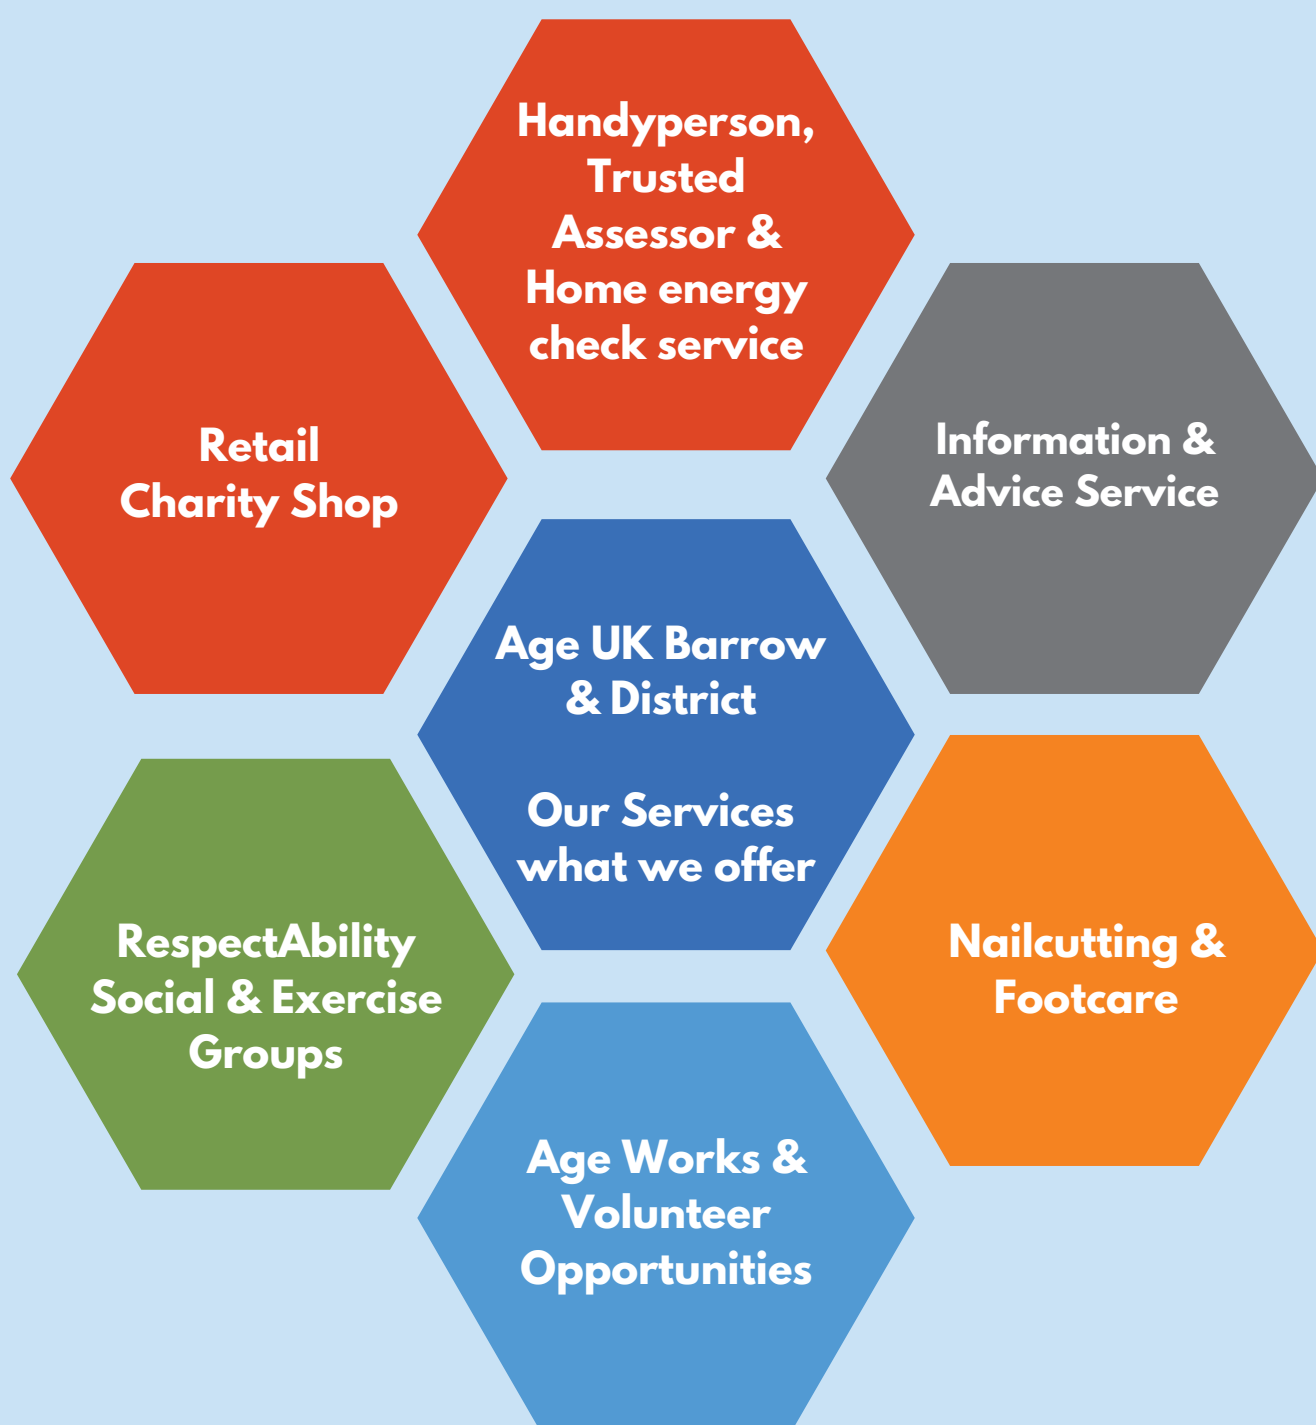 Handyperson,
Trusted
Assessor &
Home energy
check service
Retail
Charity Shop
Information &
Advice Service
Age UK Barrow
& District
Our Services
what we offer
RespectAbility
Social & Exercise
Groups
Nailcutting &
Footcare
Age Works &
Volunteer
Opportunities